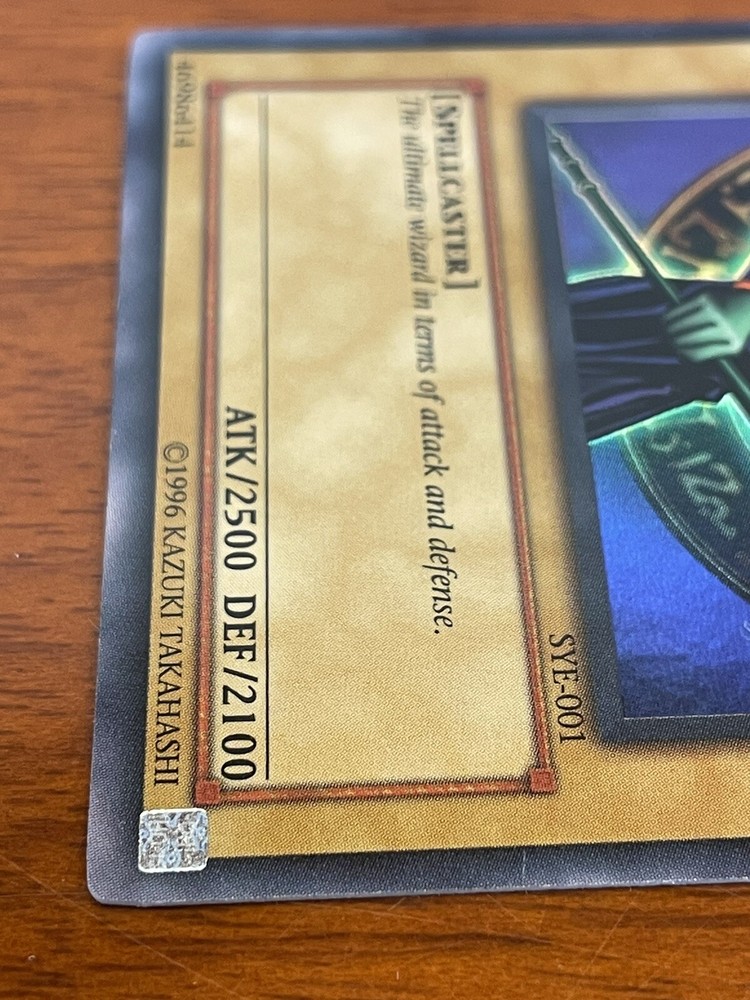 SYE-001
[SPELLCASTER]
The ultimate wizard in terms of attack and defense.
ATK/2500 DEF/2100
©1996 KAZUKI TAKAHASHI